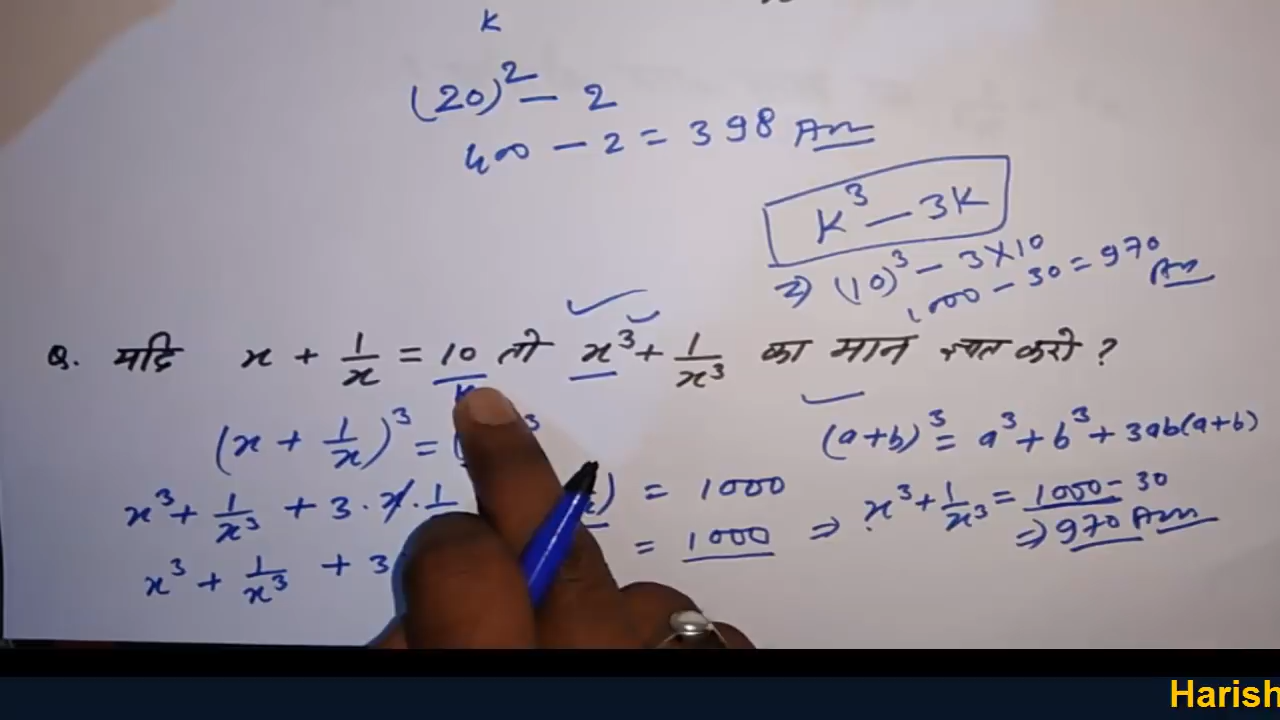 K
(20)² - 2
400 - 2 = 398 Ans
K³ - 3K
⇒ (10)³ - 3×10
1000 - 30 = 970 Ans
Q. यदि x + 1/x = 10 तो x³ + 1/x³ का मान ज्ञात करो ?
K
(x + 1/x)³ = ( ³
(a+b)³ = a³ + b³ + 3ab(a+b)
x³ + 1/x³ + 3.x.1/ ) = 1000
x³ + 1/x³ + 3 = 1000 ⇒ x³ + 1/x³ = 1000 - 30
⇒ 970 Ans
Harish